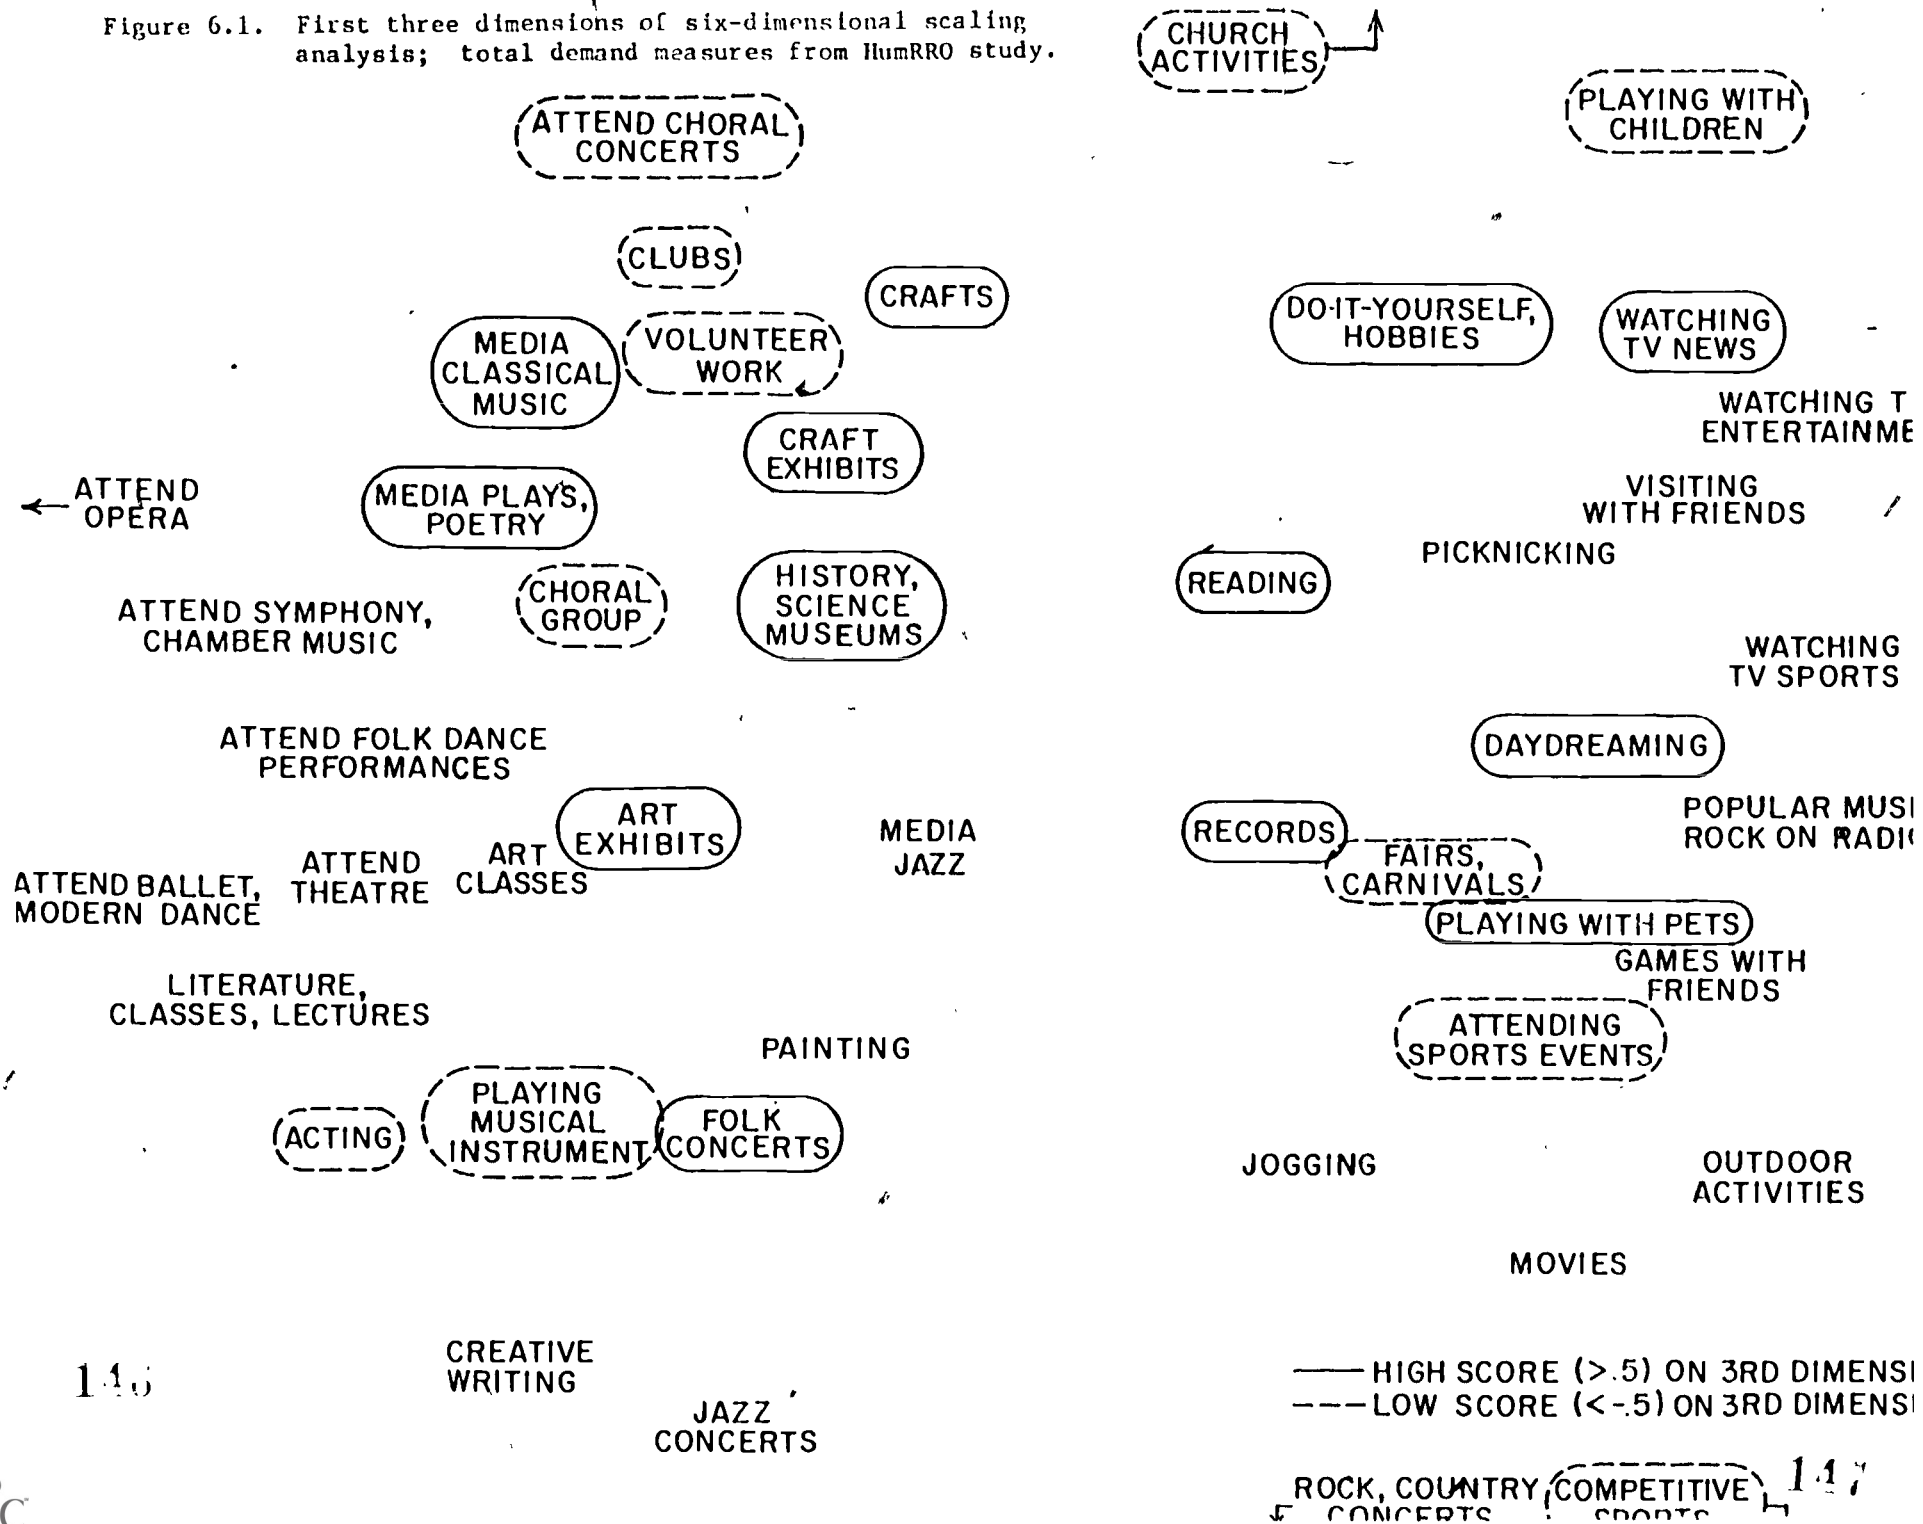 Figure 6.1. First three dimensions of six-dimensional scaling
analysis; total demand measures from HumRRO study.
CHURCH
ACTIVITIES
PLAYING WITH
CHILDREN
ATTEND CHORAL
CONCERTS
CLUBS
CRAFTS
DO-IT-YOURSELF,
HOBBIES
WATCHING
TV NEWS
MEDIA
CLASSICAL
MUSIC
VOLUNTEER
WORK
WATCHING T
ENTERTAINME
CRAFT
EXHIBITS
ATTEND
OPERA
MEDIA PLAYS,
POETRY
VISITING
WITH FRIENDS
PICKNICKING
READING
HISTORY,
SCIENCE
MUSEUMS
CHORAL
GROUP
ATTEND SYMPHONY,
CHAMBER MUSIC
WATCHING
TV SPORTS
ATTEND FOLK DANCE
PERFORMANCES
DAYDREAMING
ART
EXHIBITS
MEDIA
JAZZ
RECORDS
POPULAR MUSI
ROCK ON RADI
FAIRS,
CARNIVALS
ATTEND BALLET,
MODERN DANCE
ATTEND
THEATRE
ART
CLASSES
PLAYING WITH PETS
GAMES WITH
FRIENDS
LITERATURE,
CLASSES, LECTURES
ATTENDING
SPORTS EVENTS
PAINTING
ACTING
PLAYING
MUSICAL
INSTRUMENT
FOLK
CONCERTS
JOGGING
OUTDOOR
ACTIVITIES
MOVIES
CREATIVE
WRITING
JAZZ
CONCERTS
HIGH SCORE (>.5) ON 3RD DIMENSI
LOW SCORE (<-.5) ON 3RD DIMENSI
ROCK, COUNTRY
CONCERTS
COMPETITIVE
SPORTS